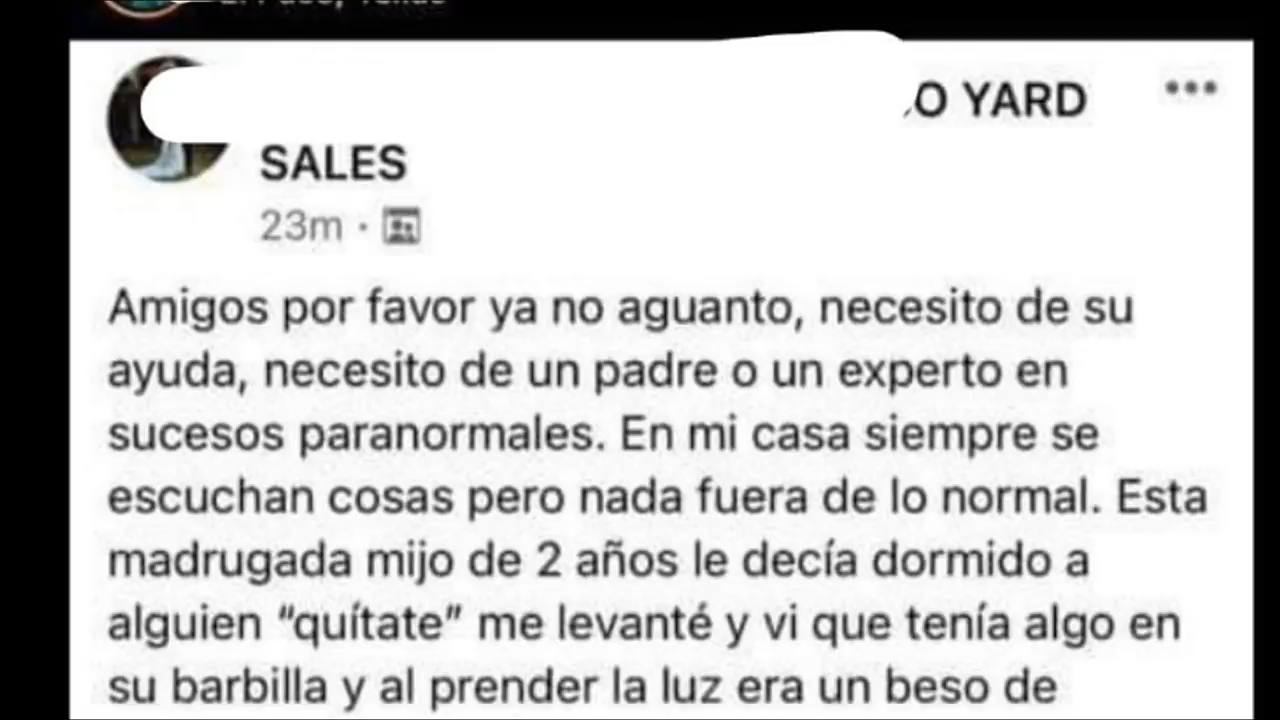 O YARD
SALES
23m
Amigos por favor ya no aguanto, necesito de su
ayuda, necesito de un padre o un experto en
sucesos paranormales. En mi casa siempre se
escuchan cosas pero nada fuera de lo normal. Esta
madrugada mijo de 2 años le decía dormido a
alguien “quítate” me levanté y vi que tenía algo en
su barbilla y al prender la luz era un beso de